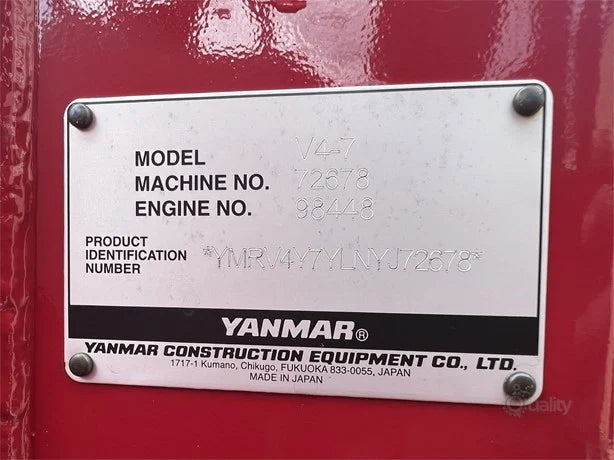 MODEL V4-7
MACHINE NO. 72678
ENGINE NO. 98448
PRODUCT
IDENTIFICATION
NUMBER *YMRV4Y7YLNYJ72678*
YANMAR®
YANMAR CONSTRUCTION EQUIPMENT CO., LTD.
1717-1 Kumano, Chikugo, FUKUOKA 833-0055, JAPAN
MADE IN JAPAN
Quality